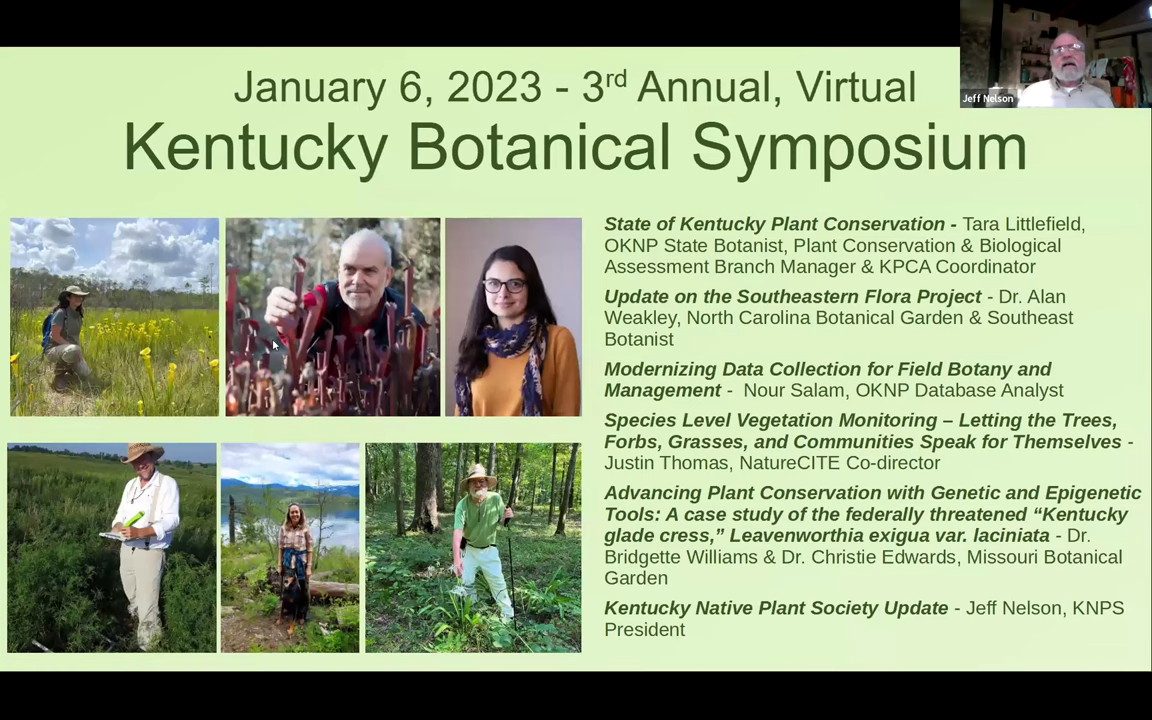 January 6, 2023 - 3rd Annual, Virtual
Kentucky Botanical Symposium
Jeff Nelson
State of Kentucky Plant Conservation - Tara Littlefield,
OKNP State Botanist, Plant Conservation & Biological
Assessment Branch Manager & KPCA Coordinator
Update on the Southeastern Flora Project - Dr. Alan
Weakley, North Carolina Botanical Garden & Southeast
Botanist
Modernizing Data Collection for Field Botany and
Management - Nour Salam, OKNP Database Analyst
Species Level Vegetation Monitoring – Letting the Trees,
Forbs, Grasses, and Communities Speak for Themselves -
Justin Thomas, NatureCITE Co-director
Advancing Plant Conservation with Genetic and Epigenetic
Tools: A case study of the federally threatened “Kentucky
glade cress,” Leavenworthia exigua var. laciniata - Dr.
Bridgette Williams & Dr. Christie Edwards, Missouri Botanical
Garden
Kentucky Native Plant Society Update - Jeff Nelson, KNPS
President